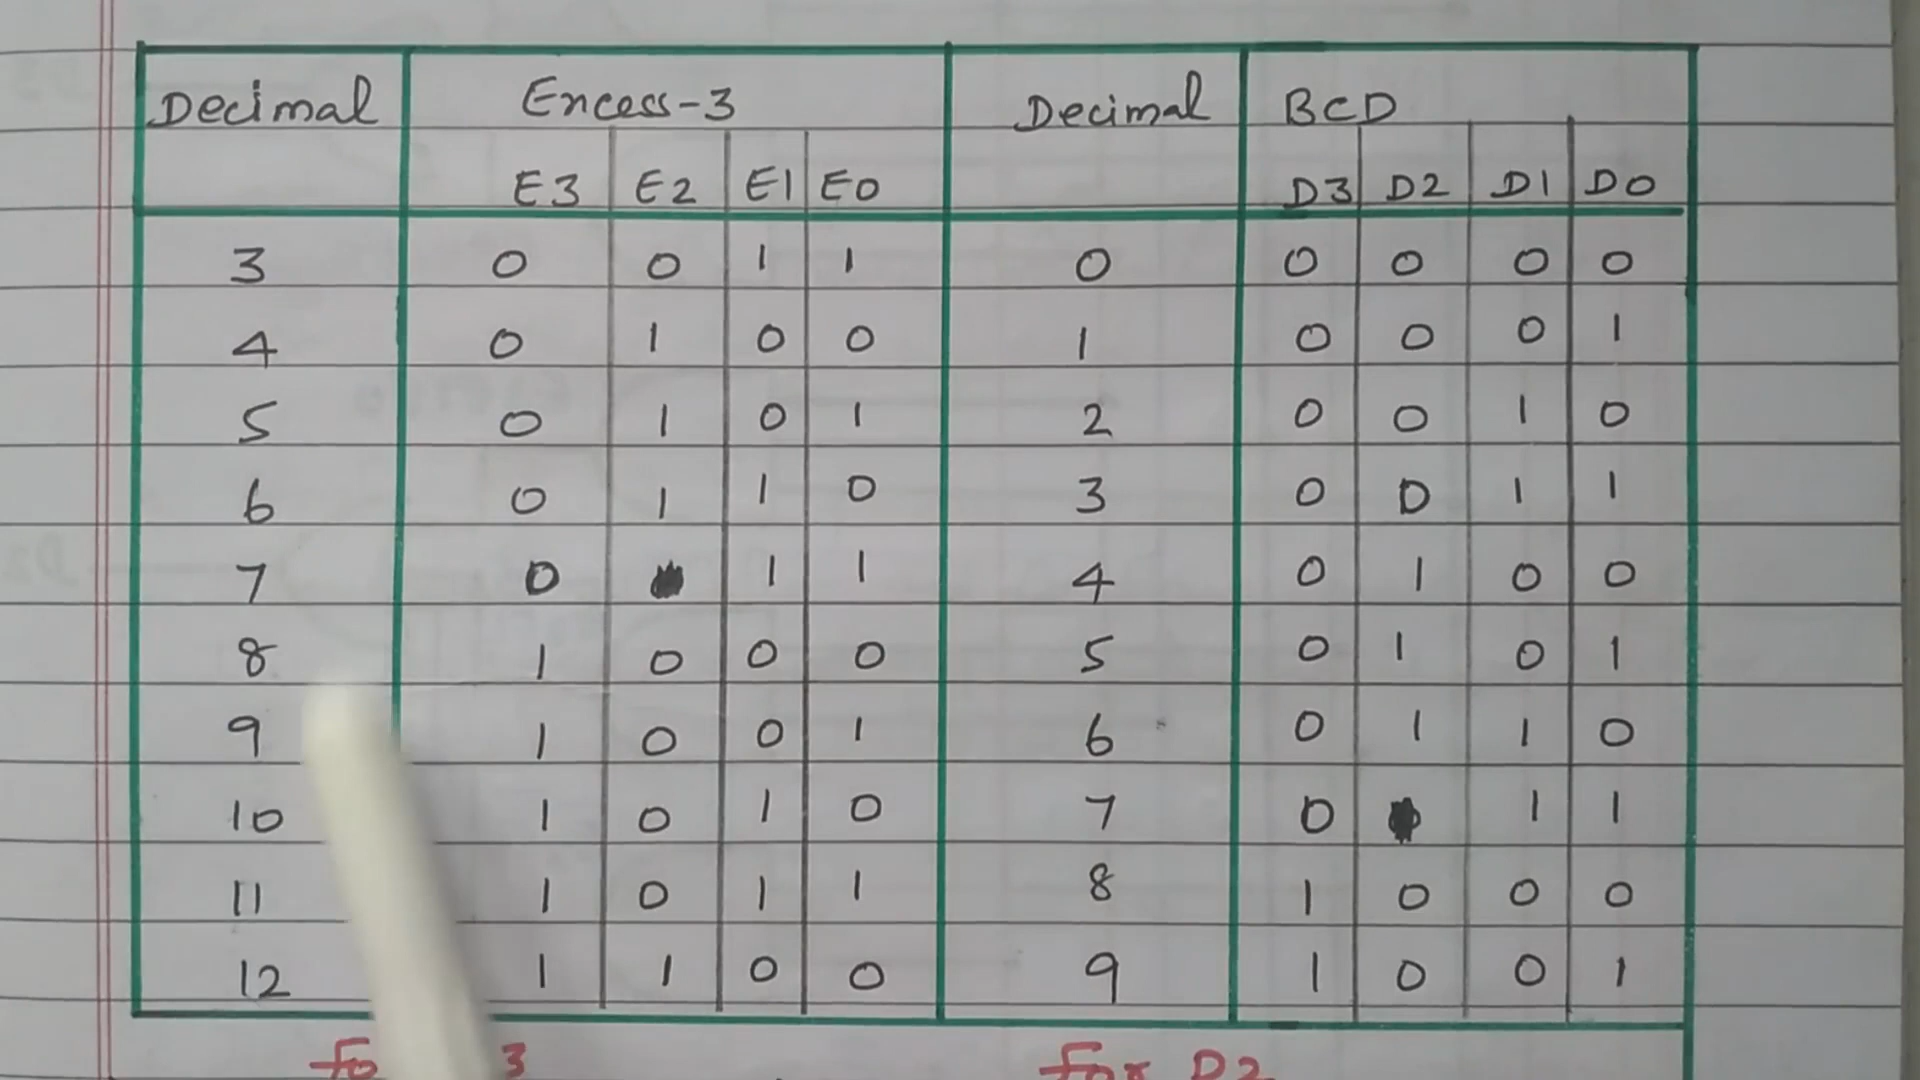 Decimal Encess-3 Decimal BCD
E3 E2 E1 E0 D3 D2 D1 D0
3 0 0 1 1 0 0 0 0 0
4 0 1 0 0 1 0 0 0 1
5 0 1 0 1 2 0 0 1 0
6 0 1 1 0 3 0 0 1 1
7 0 1 1 4 0 1 0 0
8 1 0 0 0 5 0 1 0 1
9 1 0 0 1 6 0 1 1 0
10 1 0 1 0 7 0 1 1
11 1 0 1 1 8 1 0 0 0
12 1 1 0 0 9 1 0 0 1
3 For D2